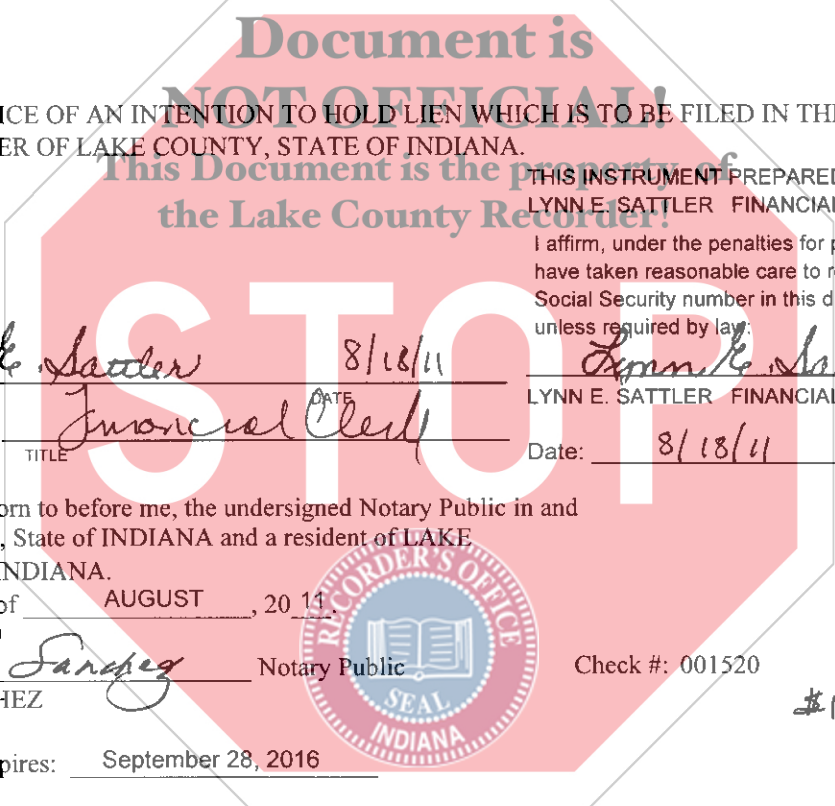 Document is
NOT OFFICIAL!
This Document is the property of
the Lake County Recorder!
STOP
ICE OF AN INTENTION TO HOLD LIEN WHICH IS TO BE FILED IN THE
ER OF LAKE COUNTY, STATE OF INDIANA.
THIS INSTRUMENT PREPARED
LYNN E. SATTLER FINANCIAL
I affirm, under the penalties for p
have taken reasonable care to r
Social Security number in this d
unless required by law:
E. Sattler 8/18/11
DATE
Financial Clerk
TITLE
Lynn E. Sa
LYNN E. SATTLER FINANCIAL
Date: 8/18/11
orn to before me, the undersigned Notary Public in and
, State of INDIANA and a resident of LAKE
NDIANA.
of AUGUST , 20 11.
Sanchez Notary Public
HEZ
pires: September 28, 2016
RECORDER'S OFFICE
SEAL
INDIANA
Check #: 001520
$1